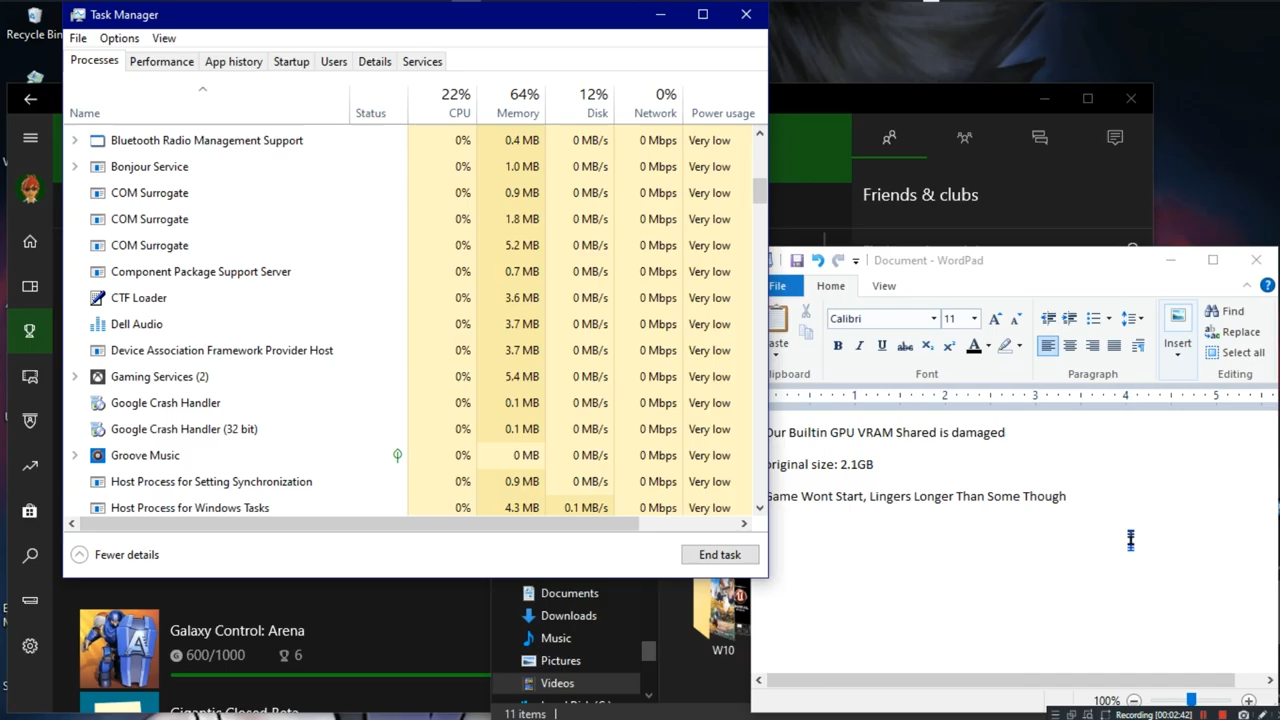 Recycle Bin
Task Manager
File Options View
Processes Performance App history Startup Users Details Services
22% 64% 12% 0%
Name Status CPU Memory Disk Network Power usage
Bluetooth Radio Management Support 0% 0.4 MB 0 MB/s 0 Mbps Very low
Bonjour Service 0% 1.0 MB 0 MB/s 0 Mbps Very low
COM Surrogate 0% 0.9 MB 0 MB/s 0 Mbps Very low
COM Surrogate 0% 1.8 MB 0 MB/s 0 Mbps Very low
COM Surrogate 0% 5.2 MB 0 MB/s 0 Mbps Very low
Component Package Support Server 0% 0.7 MB 0 MB/s 0 Mbps Very low
CTF Loader 0% 3.6 MB 0 MB/s 0 Mbps Very low
Dell Audio 0% 3.7 MB 0 MB/s 0 Mbps Very low
Device Association Framework Provider Host 0% 3.7 MB 0 MB/s 0 Mbps Very low
Gaming Services (2) 0% 5.4 MB 0 MB/s 0 Mbps Very low
Google Crash Handler 0% 0.1 MB 0 MB/s 0 Mbps Very low
Google Crash Handler (32 bit) 0% 0.1 MB 0 MB/s 0 Mbps Very low
Groove Music 0% 0 MB 0 MB/s 0 Mbps Very low
Host Process for Setting Synchronization 0% 0.9 MB 0 MB/s 0 Mbps Very low
Host Process for Windows Tasks 0% 4.3 MB 0.1 MB/s 0 Mbps Very low
Fewer details End task
Friends & clubs
Document - WordPad
File Home View
Calibri 11
Find
Replace
Select all
Insert
Font Paragraph Editing
1 2 3 4 5
Our Builtin GPU VRAM Shared is damaged
original size: 2.1GB
Game Wont Start, Lingers Longer Than Some Though
100%
Recording [00:02:42]
Galaxy Control: Arena
600/1000 6
Documents
Downloads
Music
Pictures
Videos
11 items
W10